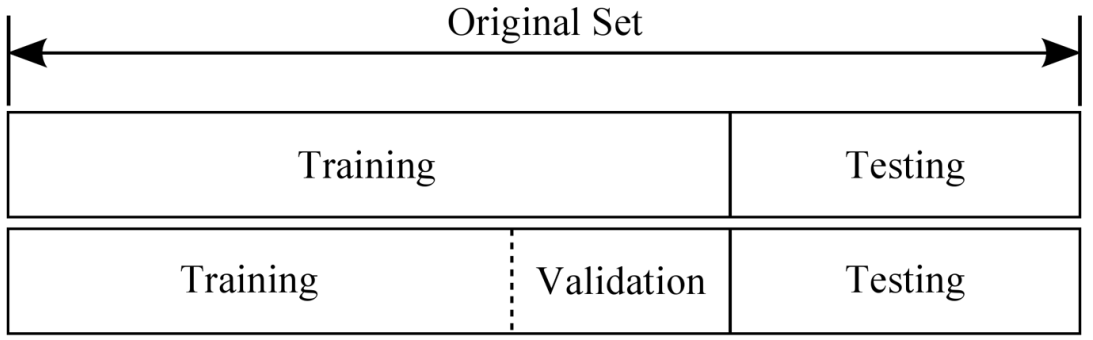 Original Set
Training Testing
Training Validation Testing